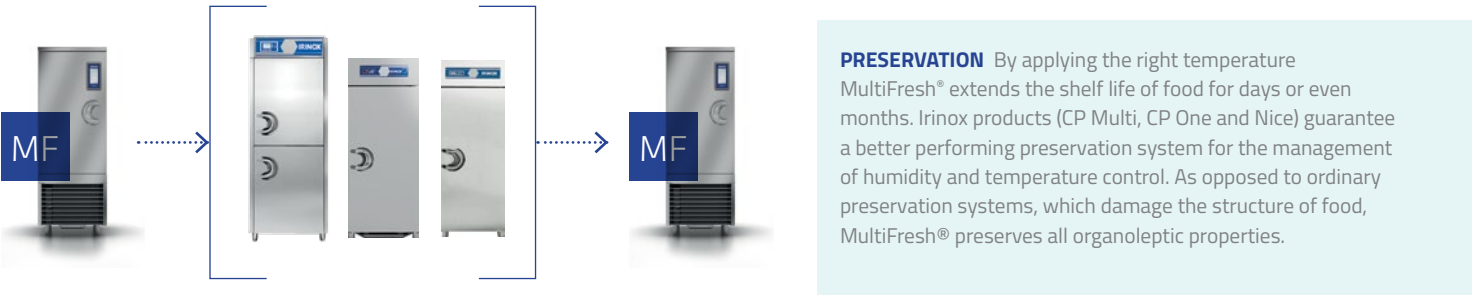 MF
IRINOX
IRINOX
MF
PRESERVATION By applying the right temperature
MultiFresh® extends the shelf life of food for days or even
months. Irinox products (CP Multi, CP One and Nice) guarantee
a better performing preservation system for the management
of humidity and temperature control. As opposed to ordinary
preservation systems, which damage the structure of food,
MultiFresh® preserves all organoleptic properties.